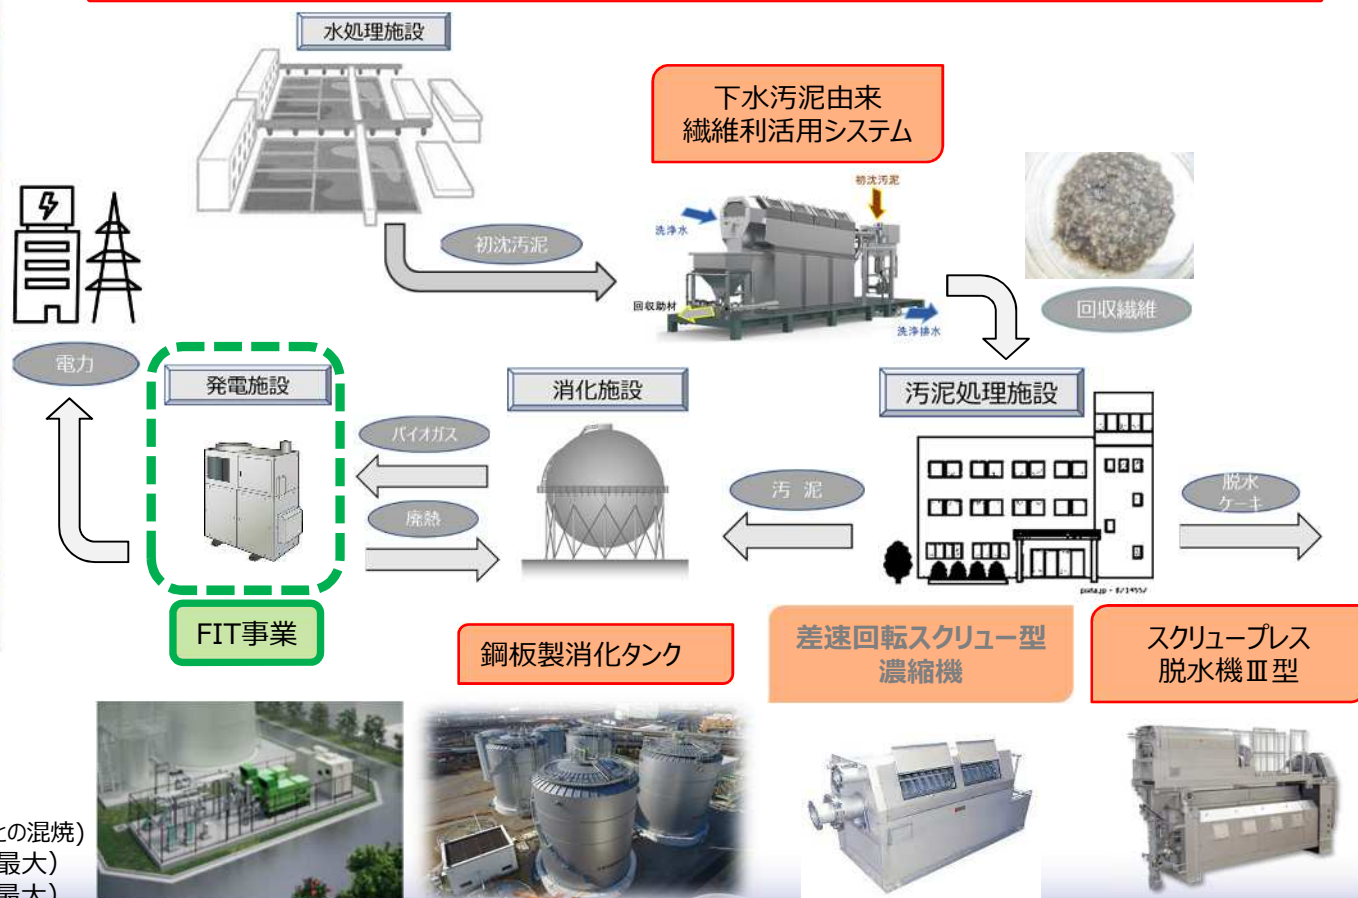 水処理施設
下水汚泥由来
繊維利活用システム
初沈汚泥
洗浄水
初沈汚泥
回収助材
洗浄排水
回収繊維
電力
発電施設
消化施設
汚泥処理施設
バイオガス
廃熱
汚 泥
脱水
ケーキ
pixta.jp - 8714552
FIT事業
鋼板製消化タンク
差速回転スクリュー型
濃縮機
スクリュープレス
脱水機Ⅲ型
との混焼)
最大)
最大)